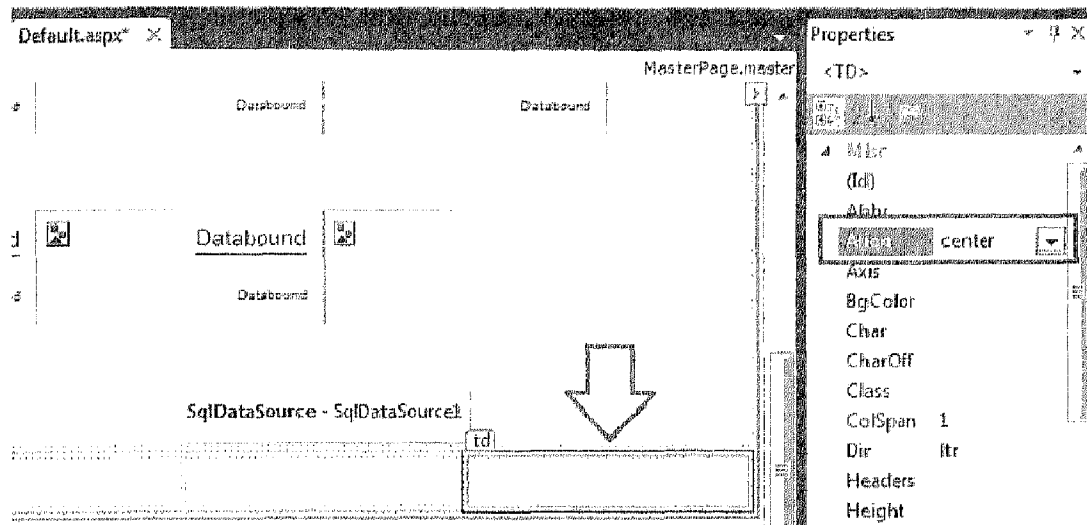 Default.aspx* ×
MasterPage.master
Databound
Databound
Databound
Databound
SqlDataSource - SqlDataSource1
td
Properties
<TD>
Misc
(Id)
Abbr
Align center
Axis
BgColor
Char
CharOff
Class
ColSpan 1
Dir ltr
Headers
Height